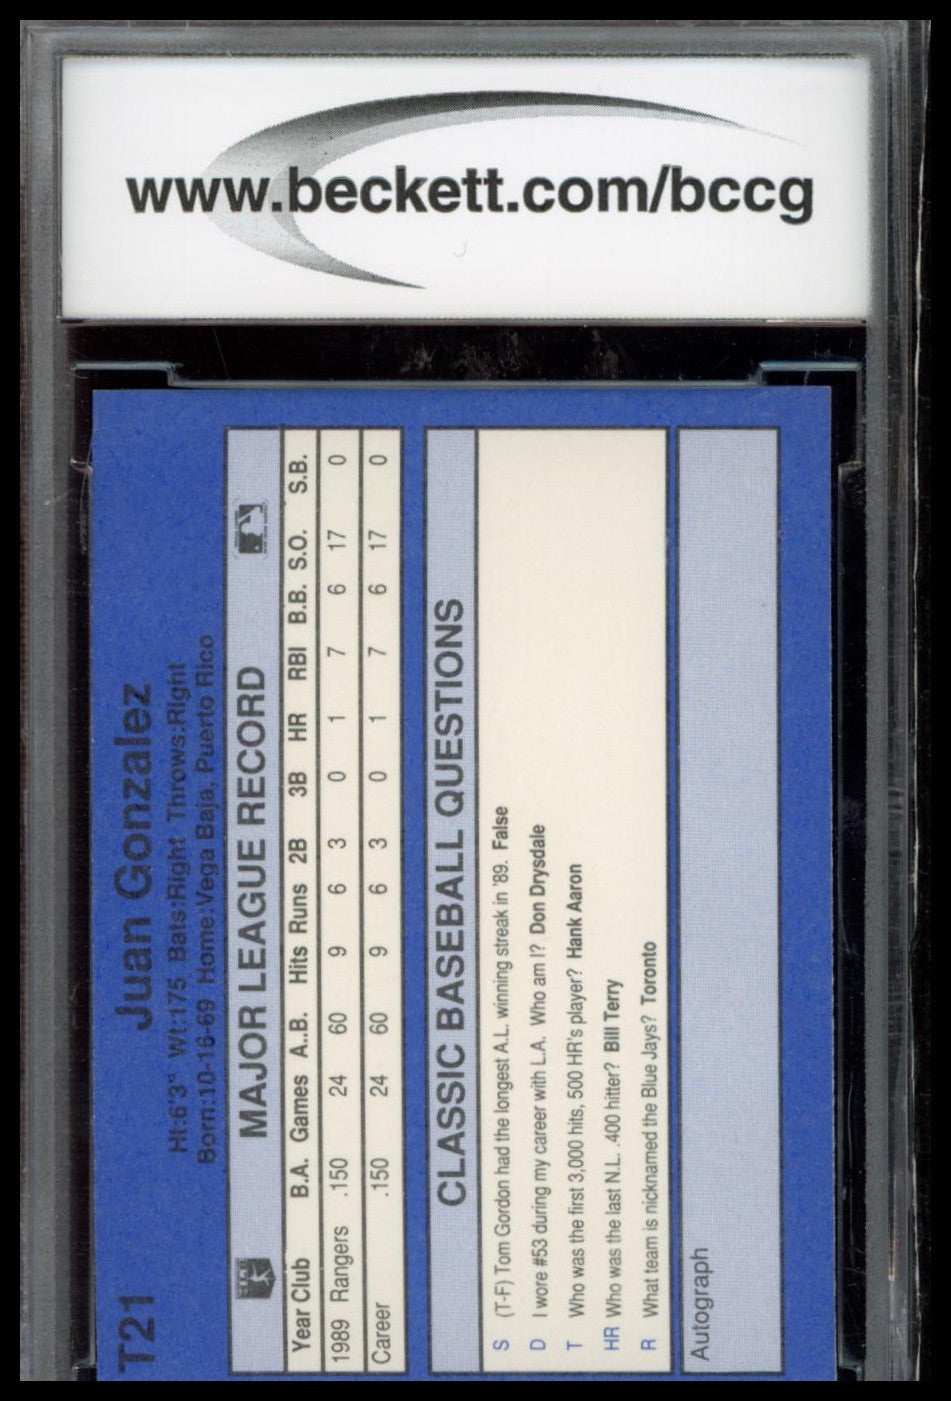 www.beckett.com/bccg
T21 Juan Gonzalez
Ht:6'3" Wt:175 Bats:Right Throws:Right
Born:10-16-69 Home:Vega Baja, Puerto Rico
MAJOR LEAGUE RECORD
Year Club B.A. Games A..B. Hits Runs 2B 3B HR RBI B.B. S.O. S.B.
1989 Rangers .150 24 60 9 6 3 0 1 7 6 17 0
Career .150 24 60 9 6 3 0 1 7 6 17 0
CLASSIC BASEBALL QUESTIONS
S (T-F) Tom Gordon had the longest A.L. winning streak in '89. False
D I wore #53 during my career with L.A. Who am I? Don Drysdale
T Who was the first 3,000 hits, 500 HR's player? Hank Aaron
HR Who was the last N.L. .400 hitter? Bill Terry
R What team is nicknamed the Blue Jays? Toronto
Autograph